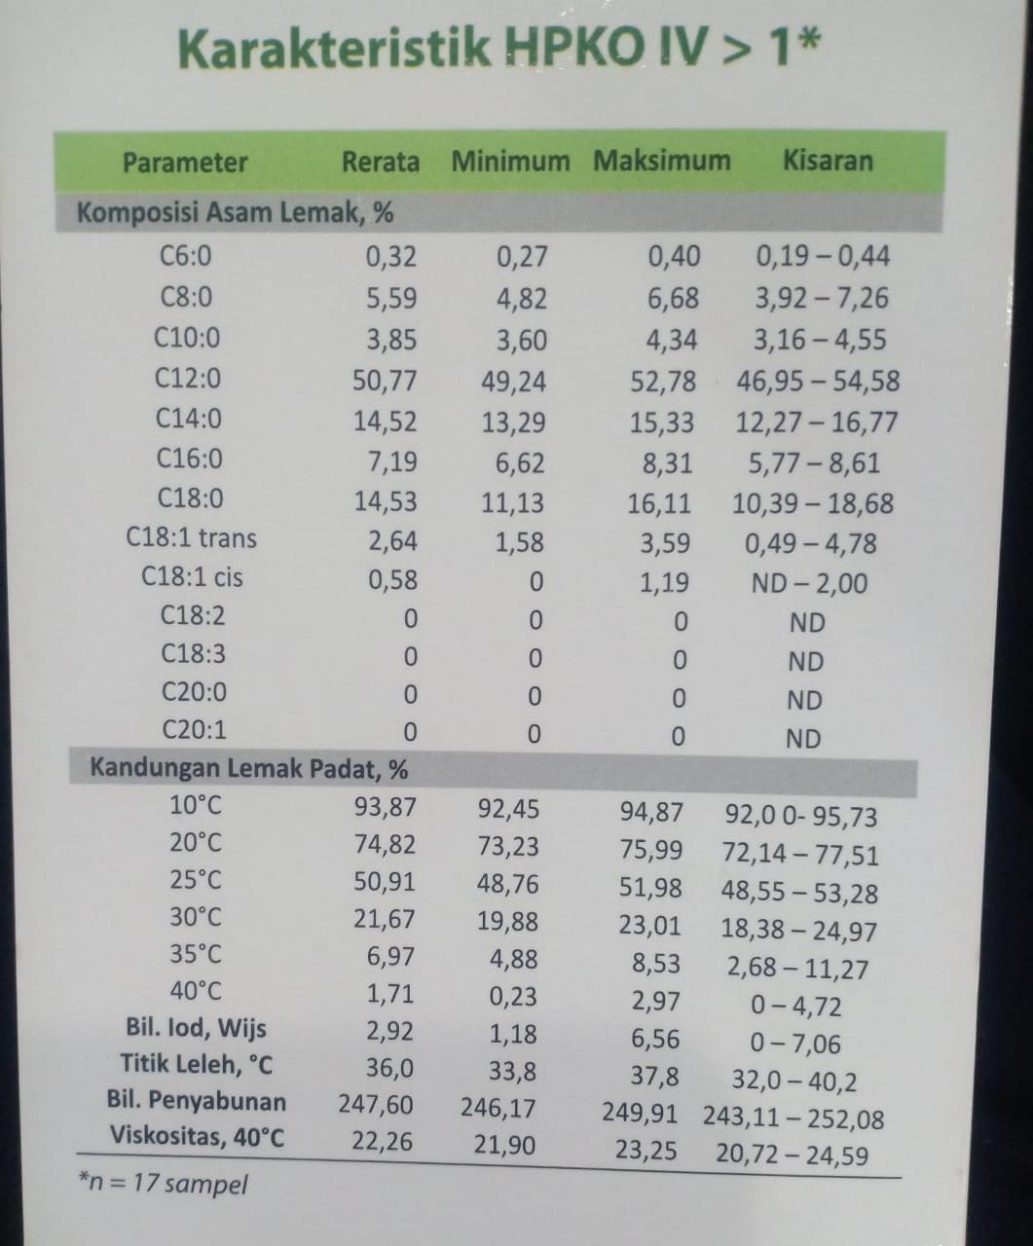 Karakteristik HPKO IV > 1*
Parameter Rerata Minimum Maksimum Kisaran
Komposisi Asam Lemak, %
C6:0 0,32 0,27 0,40 0,19 – 0,44
C8:0 5,59 4,82 6,68 3,92 – 7,26
C10:0 3,85 3,60 4,34 3,16 – 4,55
C12:0 50,77 49,24 52,78 46,95 – 54,58
C14:0 14,52 13,29 15,33 12,27 – 16,77
C16:0 7,19 6,62 8,31 5,77 – 8,61
C18:0 14,53 11,13 16,11 10,39 – 18,68
C18:1 trans 2,64 1,58 3,59 0,49 – 4,78
C18:1 cis 0,58 0 1,19 ND – 2,00
C18:2 0 0 0 ND
C18:3 0 0 0 ND
C20:0 0 0 0 ND
C20:1 0 0 0 ND
Kandungan Lemak Padat, %
10°C 93,87 92,45 94,87 92,0 0- 95,73
20°C 74,82 73,23 75,99 72,14 – 77,51
25°C 50,91 48,76 51,98 48,55 – 53,28
30°C 21,67 19,88 23,01 18,38 – 24,97
35°C 6,97 4,88 8,53 2,68 – 11,27
40°C 1,71 0,23 2,97 0 – 4,72
Bil. Iod, Wijs 2,92 1,18 6,56 0 – 7,06
Titik Leleh, °C 36,0 33,8 37,8 32,0 – 40,2
Bil. Penyabunan 247,60 246,17 249,91 243,11 – 252,08
Viskositas, 40°C 22,26 21,90 23,25 20,72 – 24,59
*n = 17 sampel